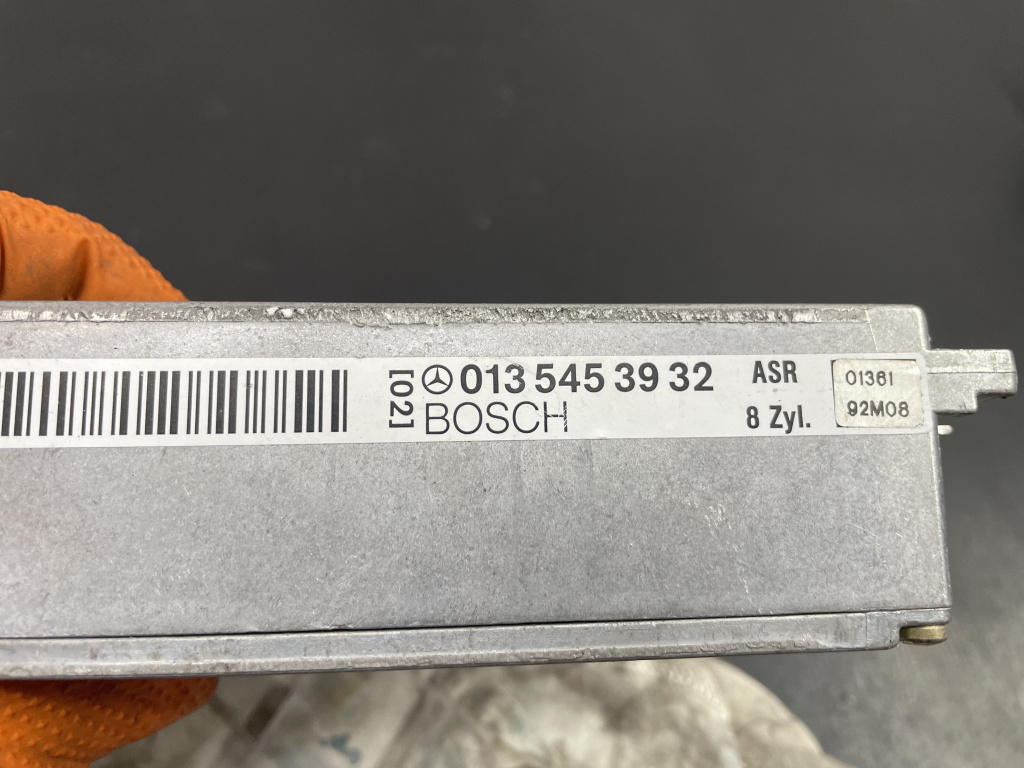 [02]
013 545 39 32
BOSCH
ASR
8 Zyl.
01361
92M08